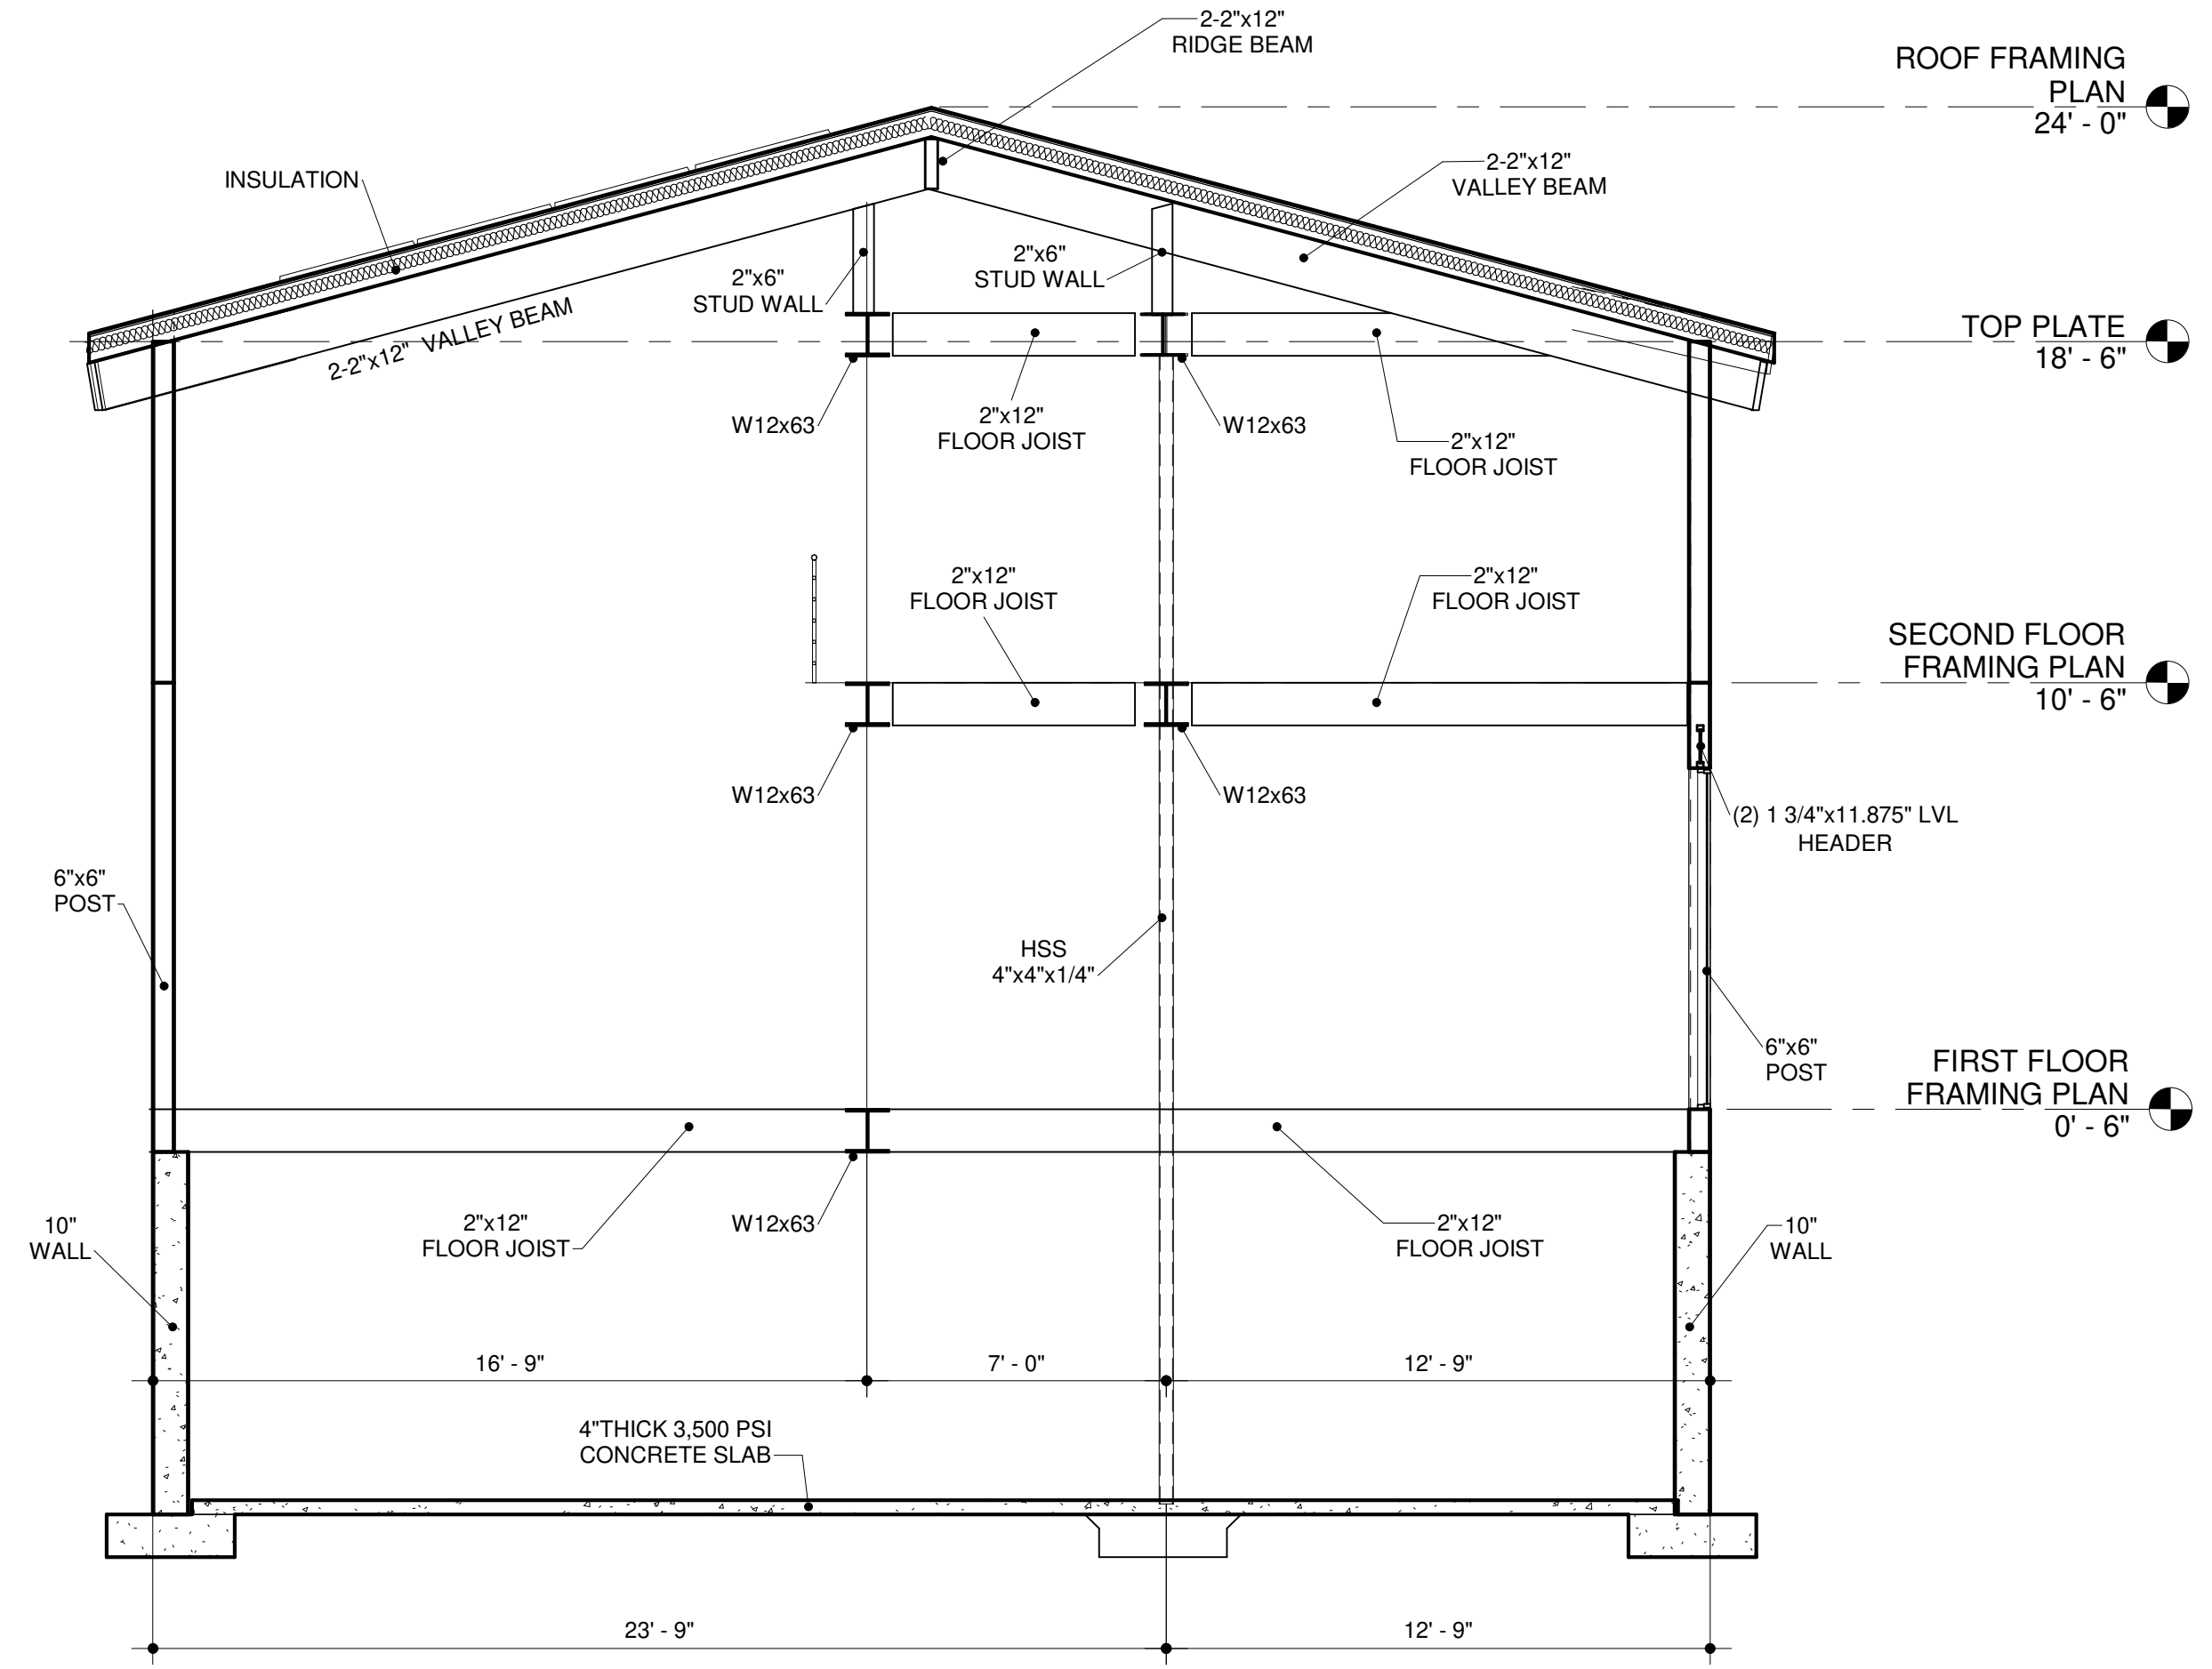 2-2"x12"
RIDGE BEAM
ROOF FRAMING
PLAN
24' - 0"
INSULATION
2-2"x12"
VALLEY BEAM
2"x6"
STUD WALL
2"x6"
STUD WALL
2-2"x12" VALLEY BEAM
TOP PLATE
18' - 6"
W12x63
2"x12"
FLOOR JOIST
W12x63
2"x12"
FLOOR JOIST
2"x12"
FLOOR JOIST
2"x12"
FLOOR JOIST
SECOND FLOOR
FRAMING PLAN
10' - 6"
W12x63
W12x63
(2) 1 3/4"x11.875" LVL
HEADER
6"x6"
POST
HSS
4"x4"x1/4"
6"x6"
POST
FIRST FLOOR
FRAMING PLAN
0' - 6"
10"
WALL
2"x12"
FLOOR JOIST
W12x63
2"x12"
FLOOR JOIST
10"
WALL
16' - 9"
7' - 0"
12' - 9"
4"THICK 3,500 PSI
CONCRETE SLAB
23' - 9"
12' - 9"